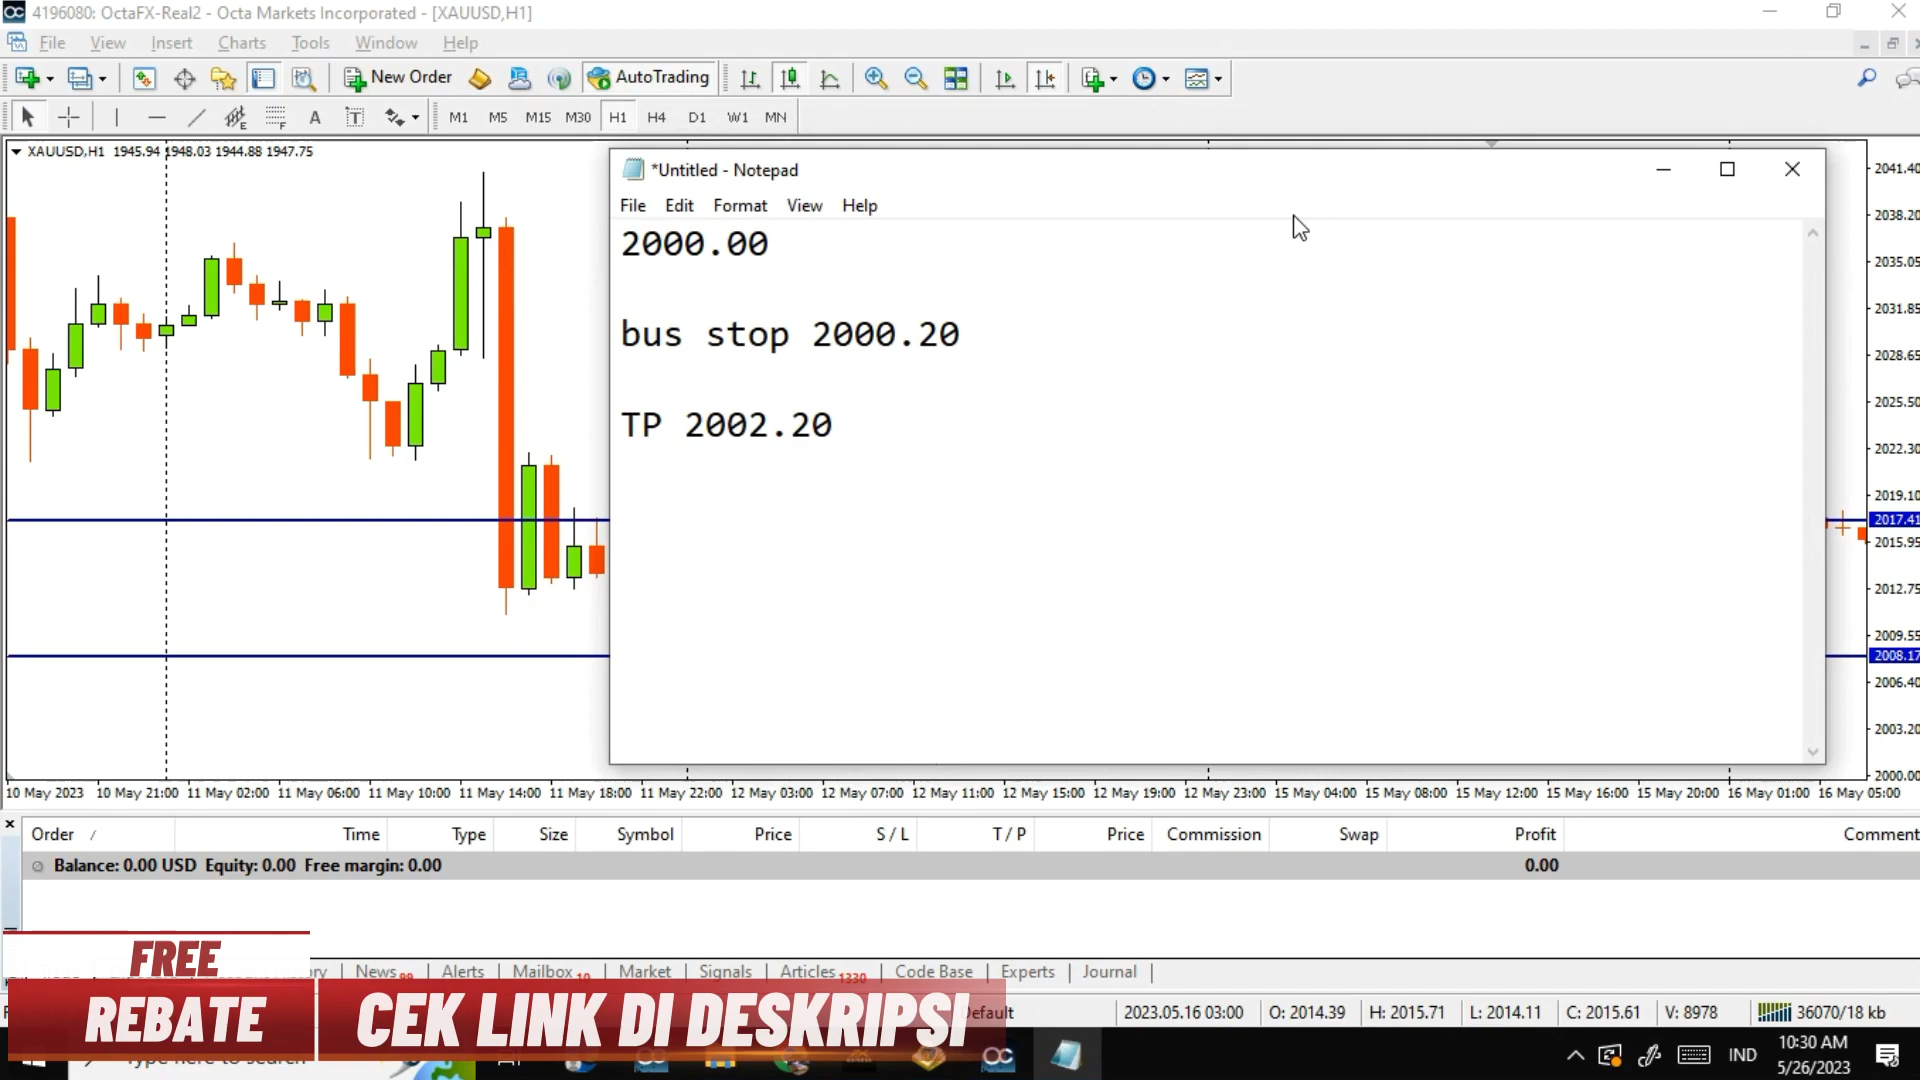 4196080: OctaFX-Real2 - Octa Markets Incorporated - [XAUUSD,H1]
File View Insert Charts Tools Window Help
New Order AutoTrading
M1 M5 M15 M30 H1 H4 D1 W1 MN
XAUUSD,H1 1945.94 1948.03 1944.88 1947.75
*Untitled - Notepad
File Edit Format View Help
2000.00
bus stop 2000.20
TP 2002.20
2041.40
2038.20
2035.05
2031.85
2028.65
2025.50
2022.30
2019.10
2017.41
2015.95
2012.75
2009.55
2008.17
2006.40
2003.20
2000.00
10 May 2023 10 May 21:00 11 May 02:00 11 May 06:00 11 May 10:00 11 May 14:00 11 May 18:00 11 May 22:00 12 May 03:00 12 May 07:00 12 May 11:00 12 May 15:00 12 May 19:00 12 May 23:00 15 May 04:00 15 May 08:00 15 May 12:00 15 May 16:00 15 May 20:00 16 May 01:00 16 May 05:00
Order / Time Type Size Symbol Price S / L T / P Price Commission Swap Profit Comment
Balance: 0.00 USD Equity: 0.00 Free margin: 0.00 0.00
News 99 Alerts Mailbox 10 Market Signals Articles 1330 Code Base Experts Journal
Default 2023.05.16 03:00 O: 2014.39 H: 2015.71 L: 2014.11 C: 2015.61 V: 8978 36070/18 kb
FREE
REBATE
CEK LINK DI DESKRIPSI
IND
10:30 AM
5/26/2023